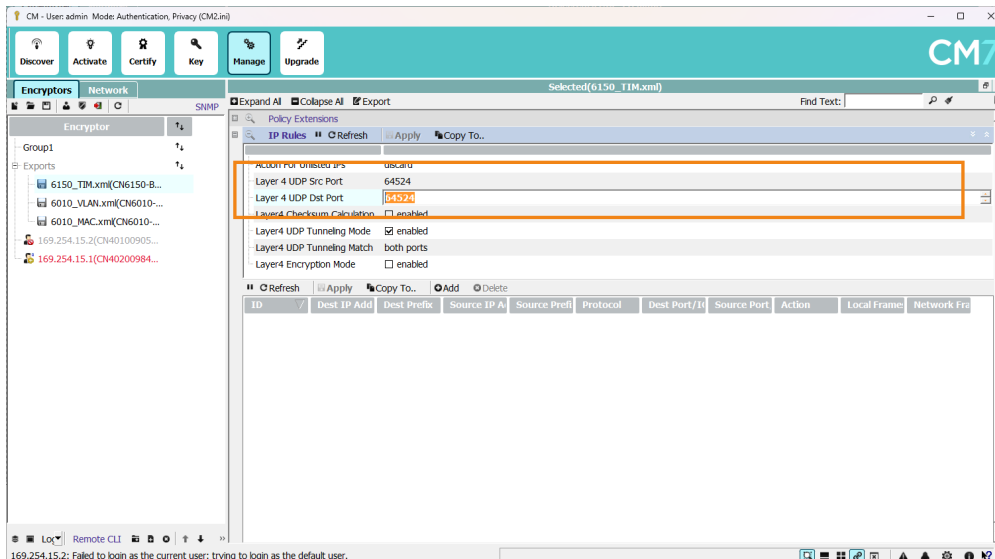 CM - User: admin Mode: Authentication, Privacy (CM2.ini)
Discover Activate Certify Key Manage Upgrade
CM7
Encryptors Network
Selected(6150_TIM.xml)
Expand All Collapse All Export Find Text:
SNMP
Encryptor
Group1
Exports
6150_TIM.xml(CN6150-B...
6010_VLAN.xml(CN6010-...
6010_MAC.xml(CN6010-...
169.254.15.2(CN40100905...
169.254.15.1(CN40200984...
Policy Extensions
IP Rules Refresh Apply Copy To..
Action For Unlisted IPs discard
Layer 4 UDP Src Port 64524
Layer 4 UDP Dst Port 64524
Layer4 Checksum Calculation enabled
Layer4 UDP Tunneling Mode enabled
Layer4 UDP Tunneling Match both ports
Layer4 Encryption Mode enabled
Refresh Apply Copy To.. Add Delete
ID Dest IP Add Dest Prefix Source IP A Source Prefi Protocol Dest Port/I Source Port Action Local Frame Network Fra
Log Remote CLI
169.254.15.2: Failed to login as the current user; trying to login as the default user.